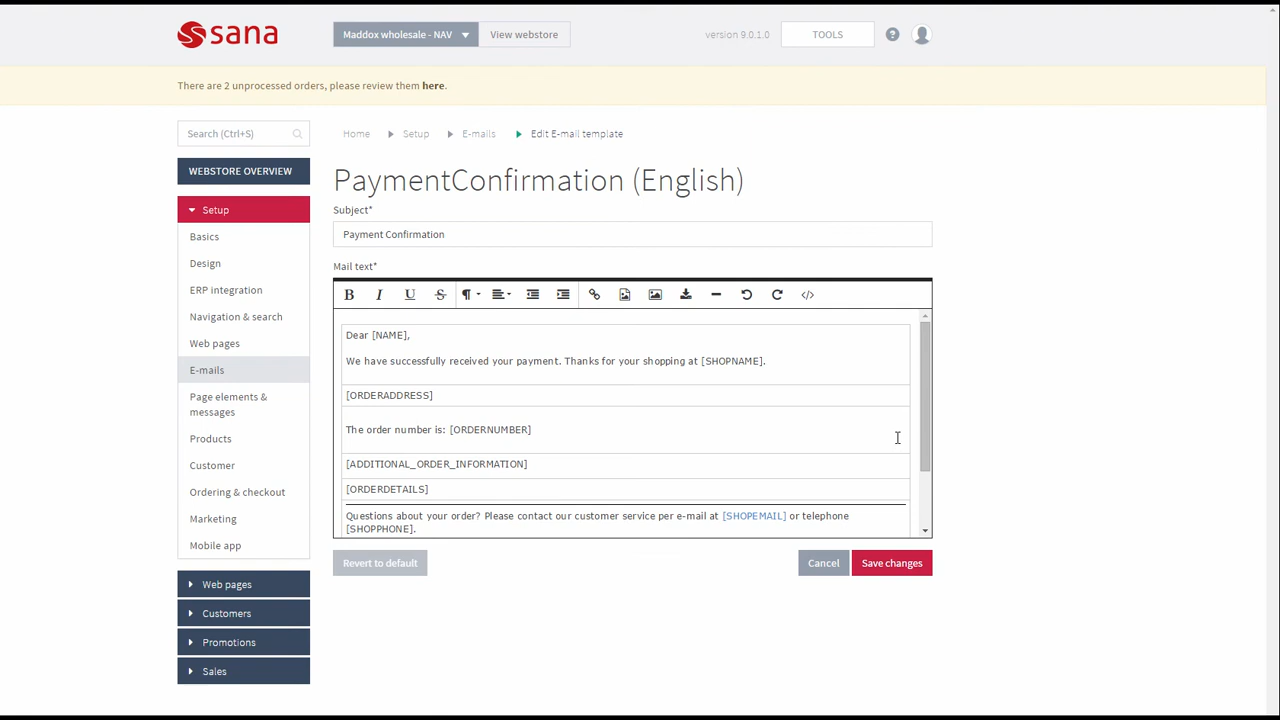 sana
Maddox wholesale - NAV
View webstore
version 9.0.1.0
TOOLS
?
There are 2 unprocessed orders, please review them here.
Search (Ctrl+S)
Home Setup E-mails Edit E-mail template
WEBSTORE OVERVIEW
Setup
Basics
Design
ERP integration
Navigation & search
Web pages
E-mails
Page elements &
messages
Products
Customer
Ordering & checkout
Marketing
Mobile app
Web pages
Customers
Promotions
Sales
PaymentConfirmation (English)
Subject*
Payment Confirmation
Mail text*
B I U S ¶ </>
Dear [NAME],
We have successfully received your payment. Thanks for your shopping at [SHOPNAME].
[ORDERADDRESS]
The order number is: [ORDERNUMBER]
[ADDITIONAL_ORDER_INFORMATION]
[ORDERDETAILS]
Questions about your order? Please contact our customer service per e-mail at [SHOPEMAIL] or telephone
[SHOPPHONE].
Revert to default
Cancel
Save changes